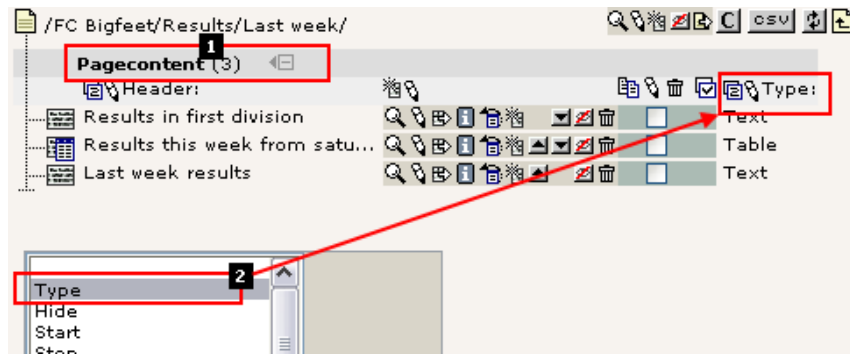 /FC Bigfeet/Results/Last week/ C csv
1
Pagecontent (3)
Header: Type:
Results in first division Text
Results this week from satu... Table
Last week results Text
2
Type
Hide
Start
Stop